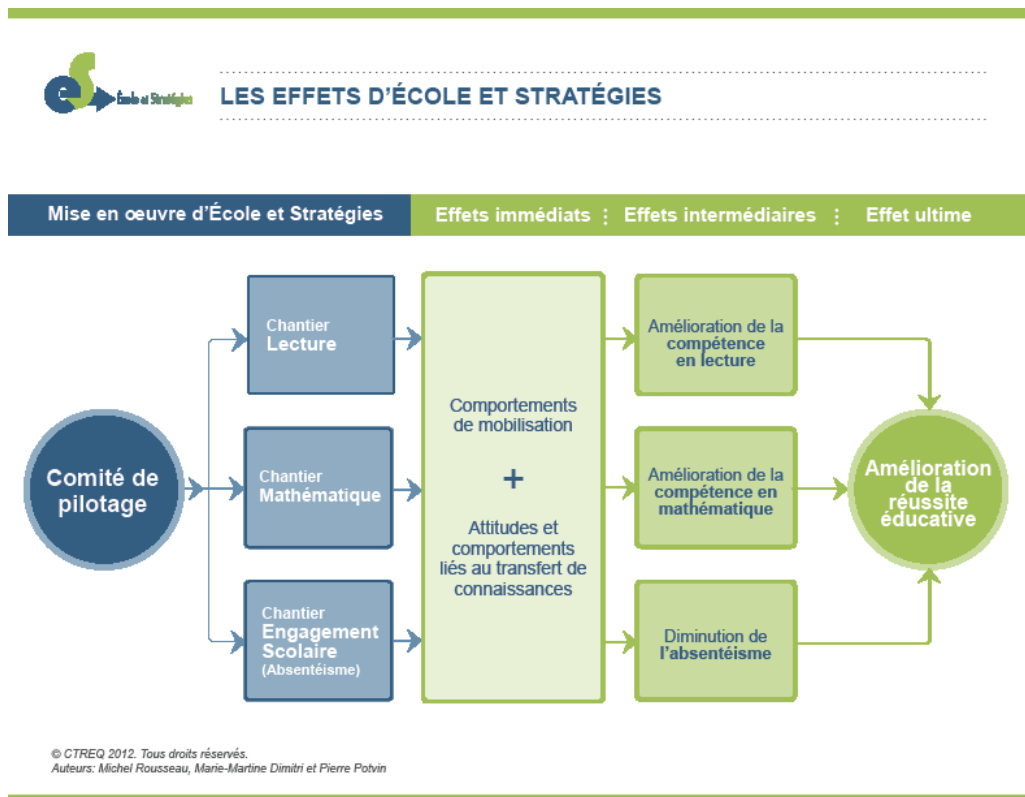 École et Stratégies
LES EFFETS D'ÉCOLE ET STRATÉGIES
Mise en œuvre d'École et Stratégies
Effets immédiats : Effets intermédiaires : Effet ultime
Comité de
pilotage
Chantier
Lecture
Chantier
Mathématique
Chantier
Engagement
Scolaire
(Absentéisme)
Comportements
de mobilisation
+
Attitudes et
comportements
liés au transfert de
connaissances
Amélioration de la
compétence
en lecture
Amélioration de la
compétence en
mathématique
Diminution de
l'absentéisme
Amélioration
de la
réussite
éducative
© CTREQ 2012. Tous droits réservés.
Auteurs: Michel Rousseau, Marie-Martine Dimitri et Pierre Potvin